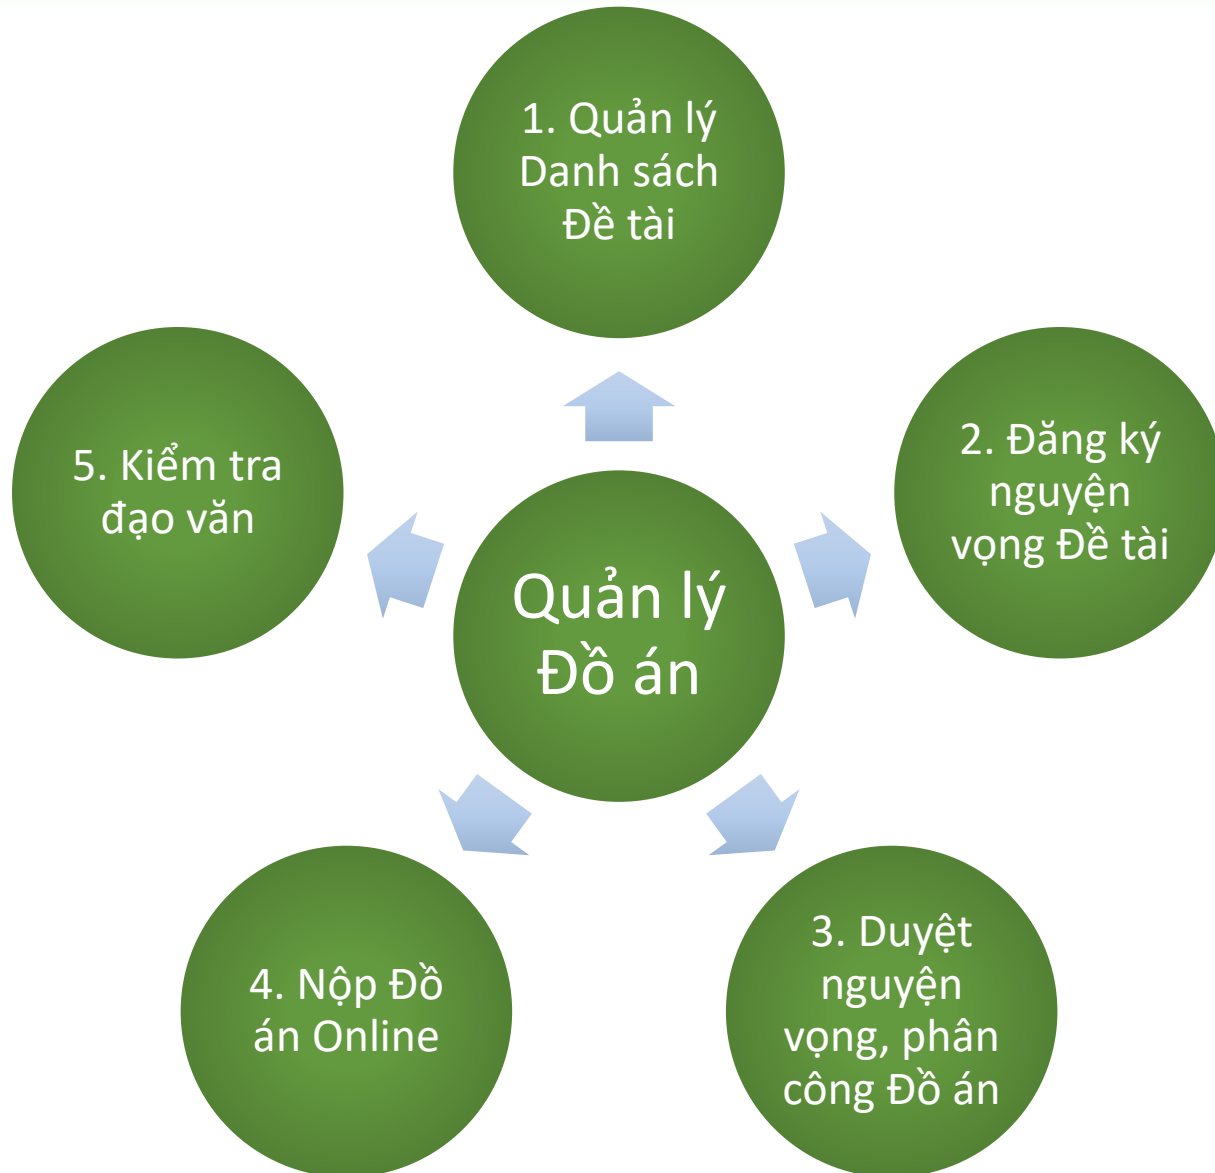 1. Quản lý
Danh sách
Đề tài
5. Kiểm tra
đạo văn
2. Đăng ký
nguyện
vọng Đề tài
Quản lý
Đồ án
4. Nộp Đồ
án Online
3. Duyệt
nguyện
vọng, phân
công Đồ án